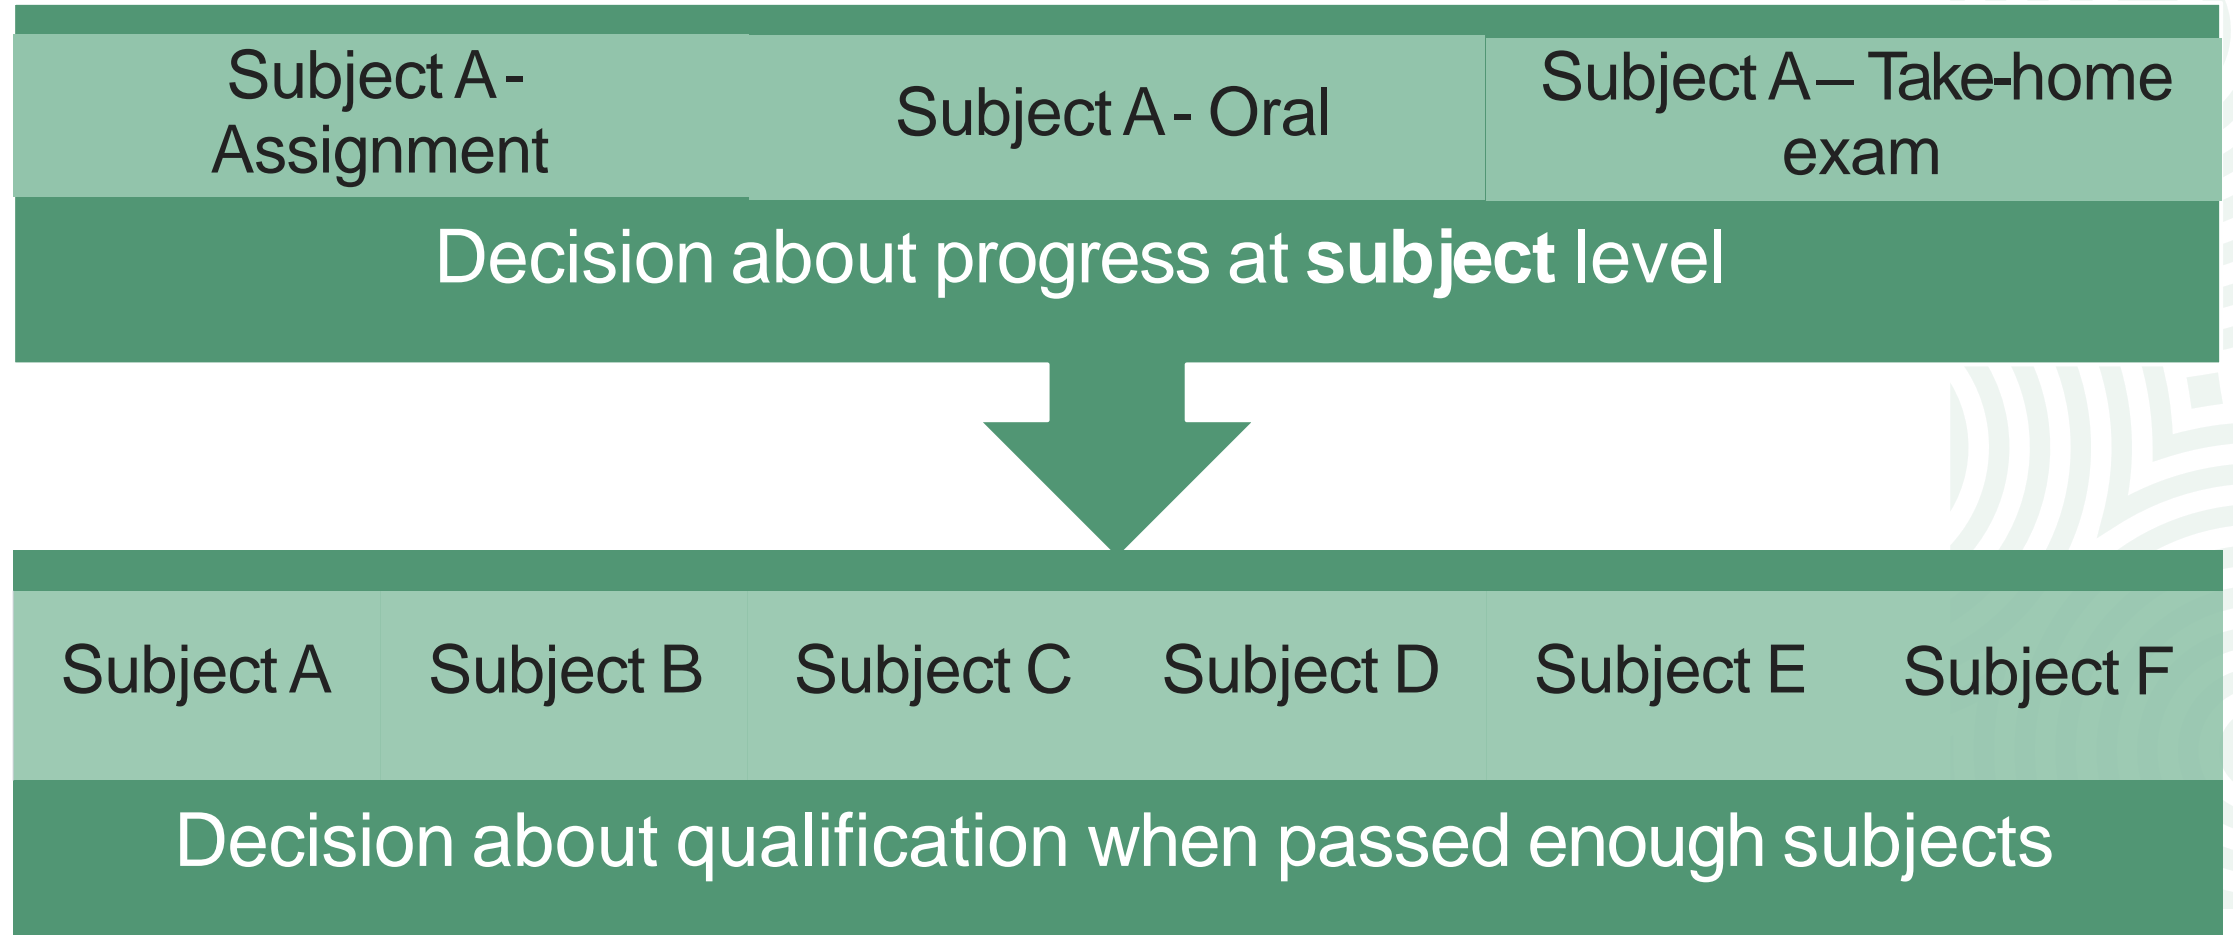 Subject A -
Assignment
Subject A - Oral
Subject A – Take-home
exam
Decision about progress at subject level
Subject A
Subject B
Subject C
Subject D
Subject E
Subject F
Decision about qualification when passed enough subjects